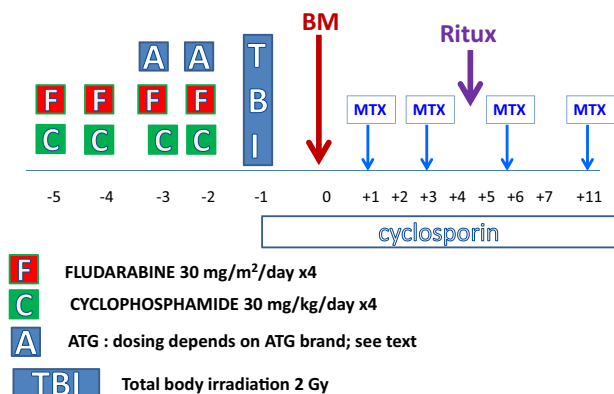 BM
Ritux
A A T
F F F F B MTX MTX MTX MTX
C C C C I
-5 -4 -3 -2 -1 0 +1 +2 +3 +4 +5 +6 +7 +11
cyclosporin
F FLUDARABINE 30 mg/m²/day x4
C CYCLOPHOSPHAMIDE 30 mg/kg/day x4
A ATG : dosing depends on ATG brand; see text
TBI Total body irradiation 2 Gy